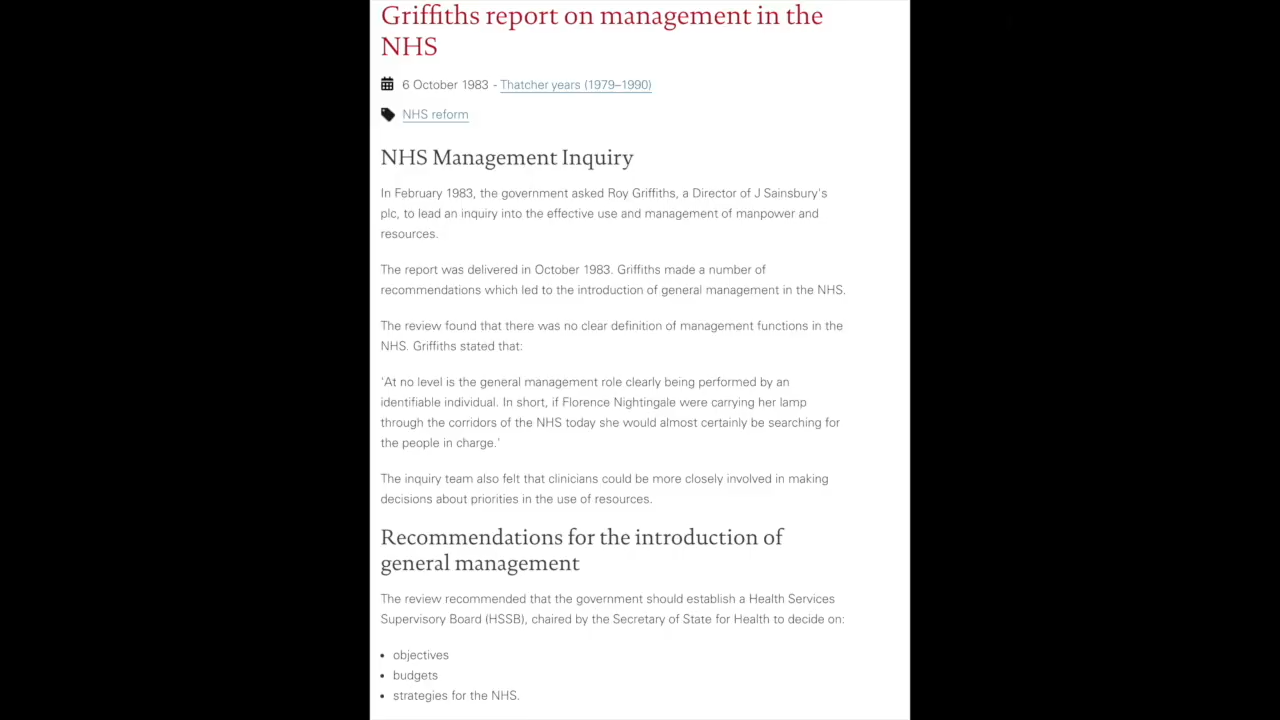 Griffiths report on management in the
NHS
6 October 1983 - Thatcher years (1979–1990)
NHS reform
NHS Management Inquiry
In February 1983, the government asked Roy Griffiths, a Director of J Sainsbury's
plc, to lead an inquiry into the effective use and management of manpower and
resources.
The report was delivered in October 1983. Griffiths made a number of
recommendations which led to the introduction of general management in the NHS.
The review found that there was no clear definition of management functions in the
NHS. Griffiths stated that:
'At no level is the general management role clearly being performed by an
identifiable individual. In short, if Florence Nightingale were carrying her lamp
through the corridors of the NHS today she would almost certainly be searching for
the people in charge.'
The inquiry team also felt that clinicians could be more closely involved in making
decisions about priorities in the use of resources.
Recommendations for the introduction of
general management
The review recommended that the government should establish a Health Services
Supervisory Board (HSSB), chaired by the Secretary of State for Health to decide on:
• objectives
• budgets
• strategies for the NHS.